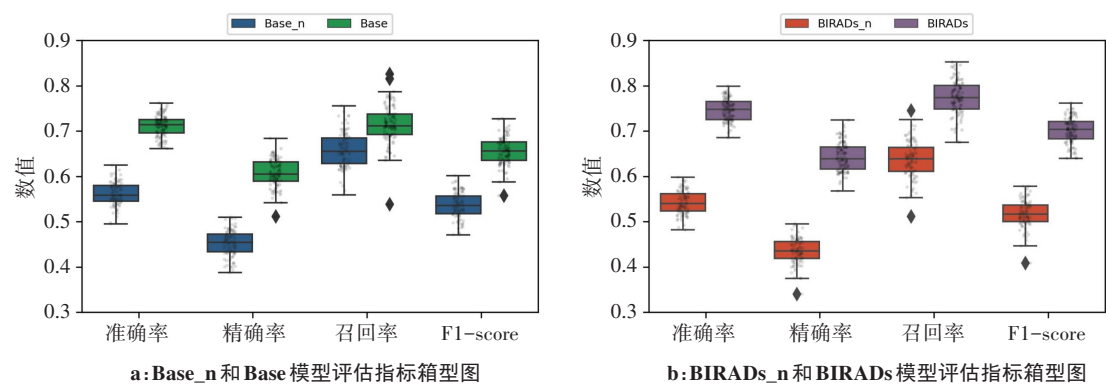 Base_n Base
0.9
0.8
0.7
0.6
0.5
0.4
0.3
数值
准确率 精确率 召回率 F1-score
a:Base_n和Base模型评估指标箱型图
BIRADs_n BIRADs
0.9
0.8
0.7
0.6
0.5
0.4
0.3
数值
准确率 精确率 召回率 F1-score
b:BIRADs_n和BIRADs模型评估指标箱型图